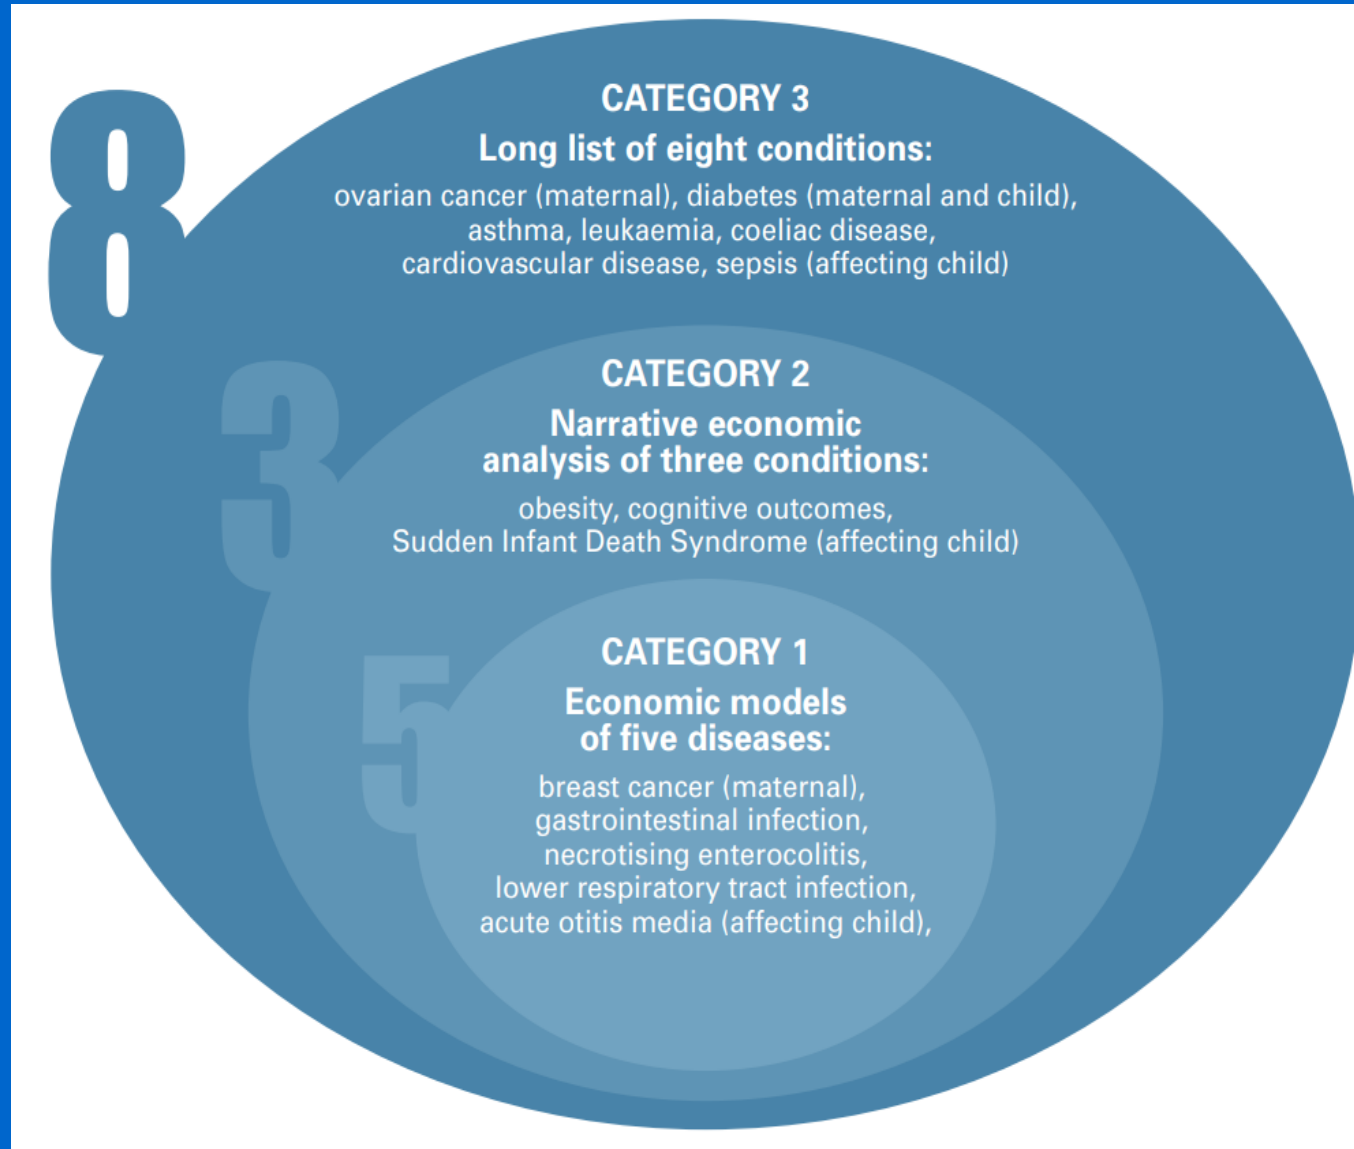 8
CATEGORY 3
Long list of eight conditions:
ovarian cancer (maternal), diabetes (maternal and child),
asthma, leukaemia, coeliac disease,
cardiovascular disease, sepsis (affecting child)
3
CATEGORY 2
Narrative economic
analysis of three conditions:
obesity, cognitive outcomes,
Sudden Infant Death Syndrome (affecting child)
5
CATEGORY 1
Economic models
of five diseases:
breast cancer (maternal),
gastrointestinal infection,
necrotising enterocolitis,
lower respiratory tract infection,
acute otitis media (affecting child),